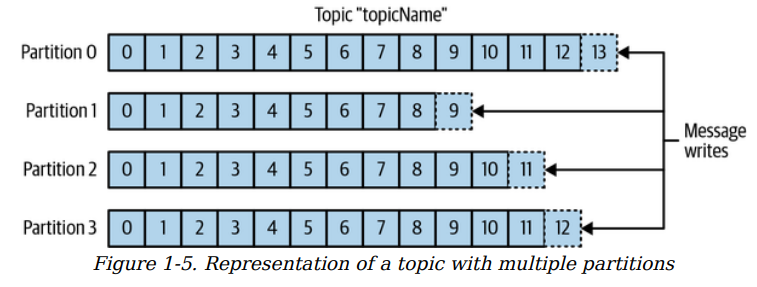 Topic "topicName"
Partition 0 0 1 2 3 4 5 6 7 8 9 10 11 12 13
Partition 1 0 1 2 3 4 5 6 7 8 9
Partition 2 0 1 2 3 4 5 6 7 8 9 10 11
Partition 3 0 1 2 3 4 5 6 7 8 9 10 11 12
Message
writes
Figure 1-5. Representation of a topic with multiple partitions